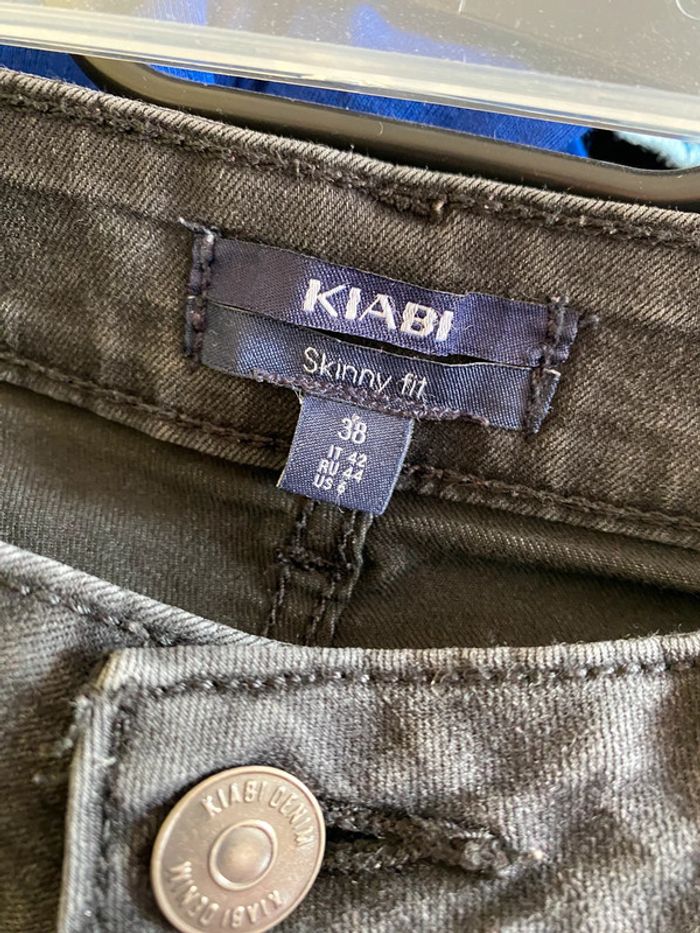 KIABI
Skinny fit
38
IT 42
RU 44
US 6
KIABI DENIM
KIABI DENIM